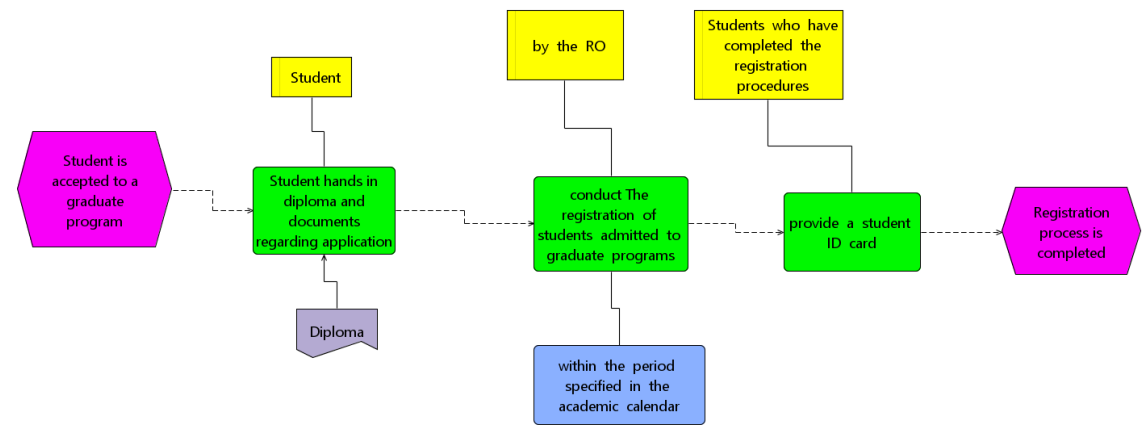 Student
by the RO
Students who have
completed the
registration
procedures
Student is
accepted to a
graduate
program
Student hands in
diploma and
documents
regarding application
conduct The
registration of
students admitted to
graduate programs
provide a student
ID card
Registration
process is
completed
Diploma
within the period
specified in the
academic calendar